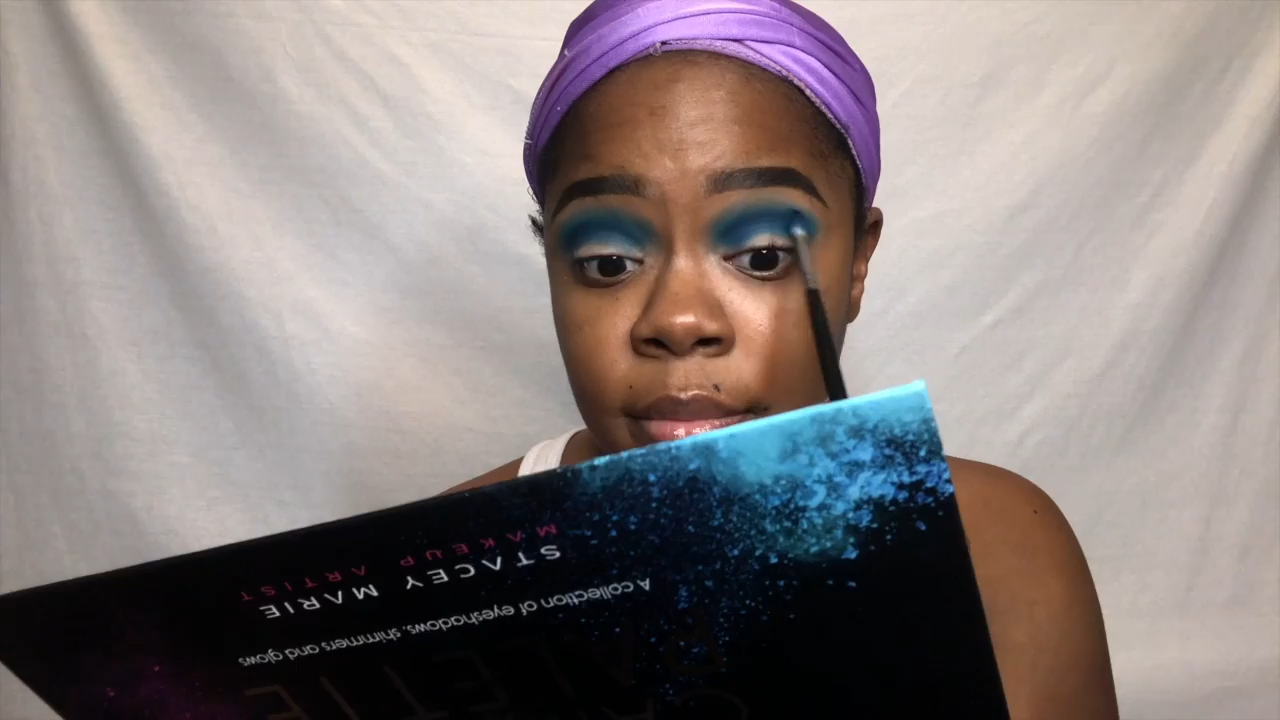 A collection of eyeshadows, shimmers and glows
STACEY MARIE
MAKEUP ARTIST